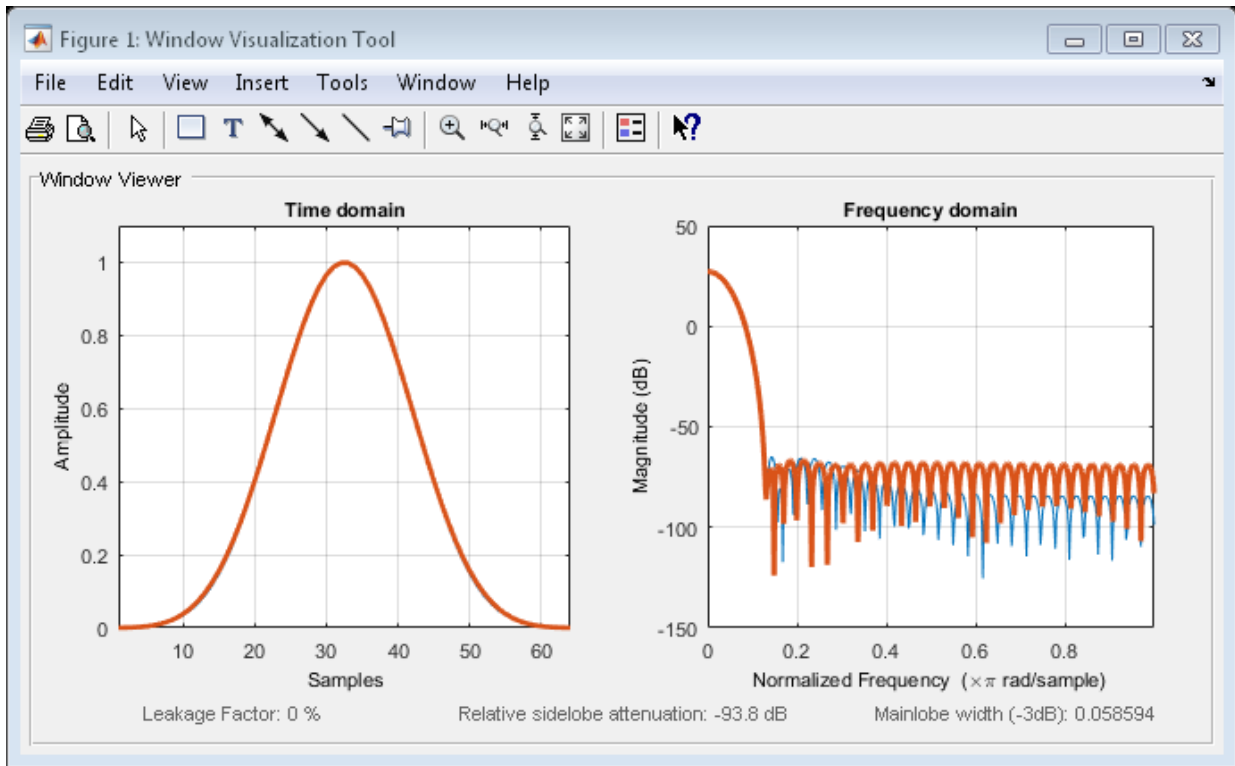 Figure 1: Window Visualization Tool
File Edit View Insert Tools Window Help
T
?
Window Viewer
Time domain
1
0.8
0.6
0.4
0.2
0
Amplitude
10 20 30 40 50 60
Samples
Frequency domain
50
0
-50
-100
-150
Magnitude (dB)
0 0.2 0.4 0.6 0.8
Normalized Frequency (×π rad/sample)
Leakage Factor: 0 % Relative sidelobe attenuation: -93.8 dB Mainlobe width (-3dB): 0.058594